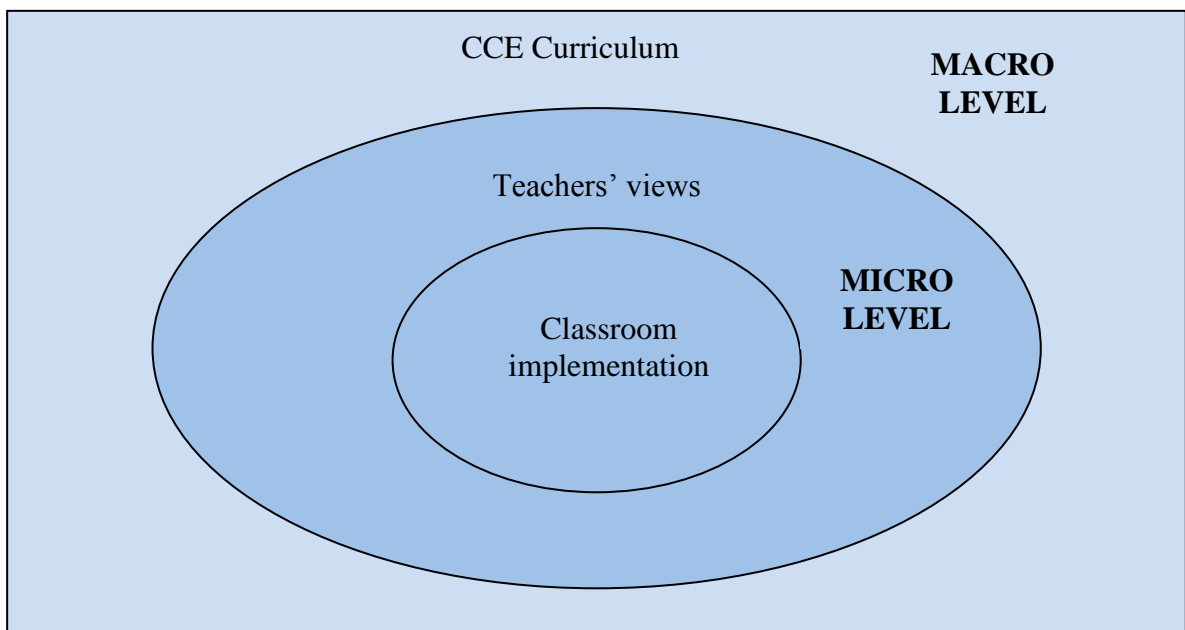 CCE Curriculum
MACRO
LEVEL
Teachers’ views
MICRO
LEVEL
Classroom
implementation